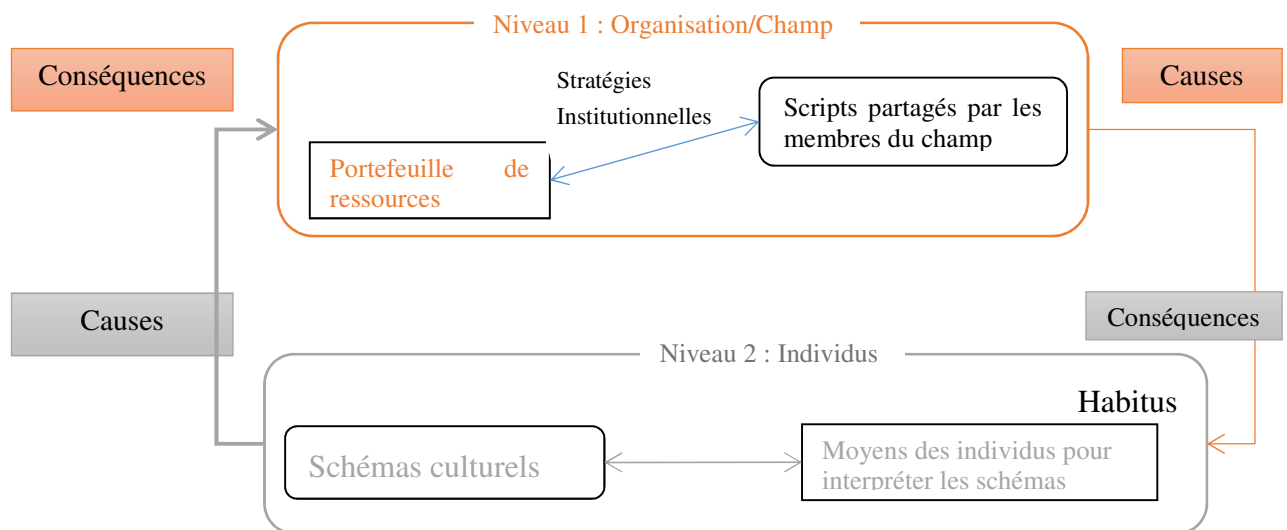 Niveau 1 : Organisation/Champ
Conséquences
Causes
Stratégies
Institutionnelles
Scripts partagés par les
membres du champ
Portefeuille de
ressources
Causes
Conséquences
Niveau 2 : Individus
Habitus
Schémas culturels
Moyens des individus pour
interpréter les schémas